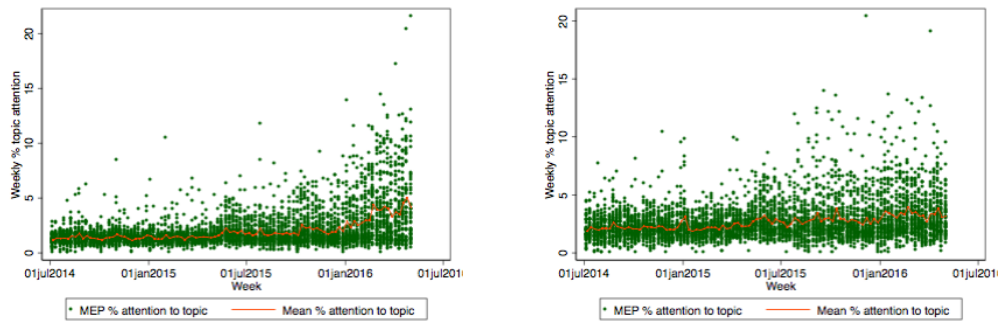 Weekly % topic attention
20
15
10
5
0
01jul2014 01jan2015 01jul2015 01jan2016 01jul2016
Week
MEP % attention to topic Mean % attention to topic
Weekly % topic attention
20
15
10
5
0
01jul2014 01jan2015 01jul2015 01jan2016 01jul2016
Week
MEP % attention to topic Mean % attention to topic